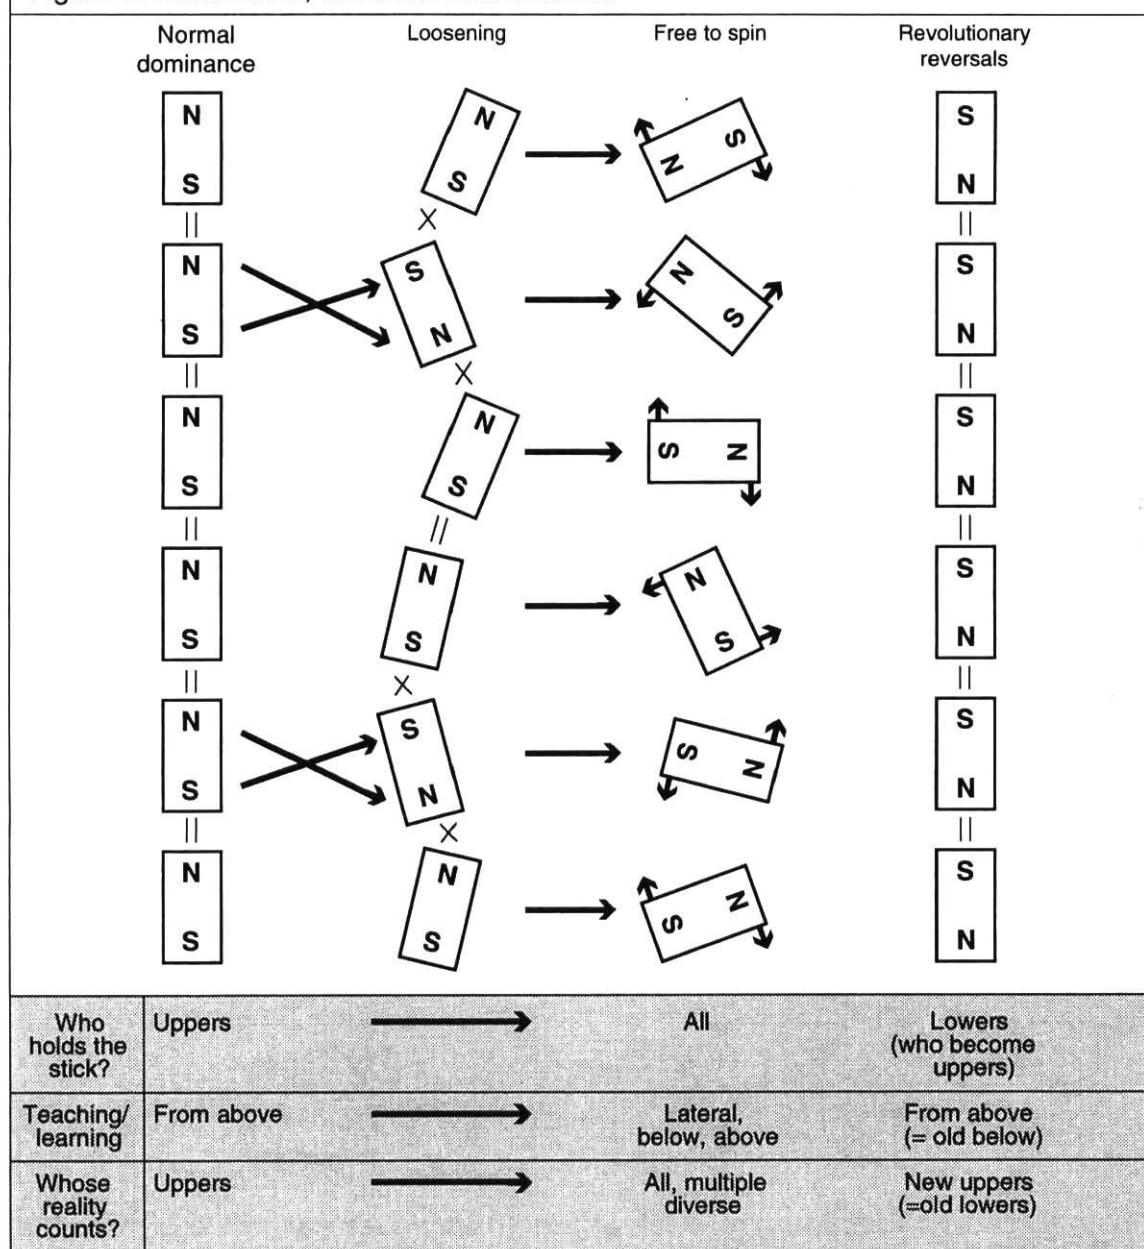 Normal
dominance
N
S
N
S
N
S
N
S
N
S
N
S
Loosening
N
S
S
N
N
S
N
S
S
N
N
S
Free to spin
N
S
N
S
S
N
N
S
S
N
S
N
Revolutionary
reversals
S
N
S
N
S
N
S
N
S
N
S
N
Who
holds the
stick?
Uppers
All
Lowers
(who become
uppers)
Teaching/
learning
From above
Lateral,
below, above
From above
(= old below)
Whose
reality
counts?
Uppers
All, multiple
diverse
New uppers
(=old lowers)